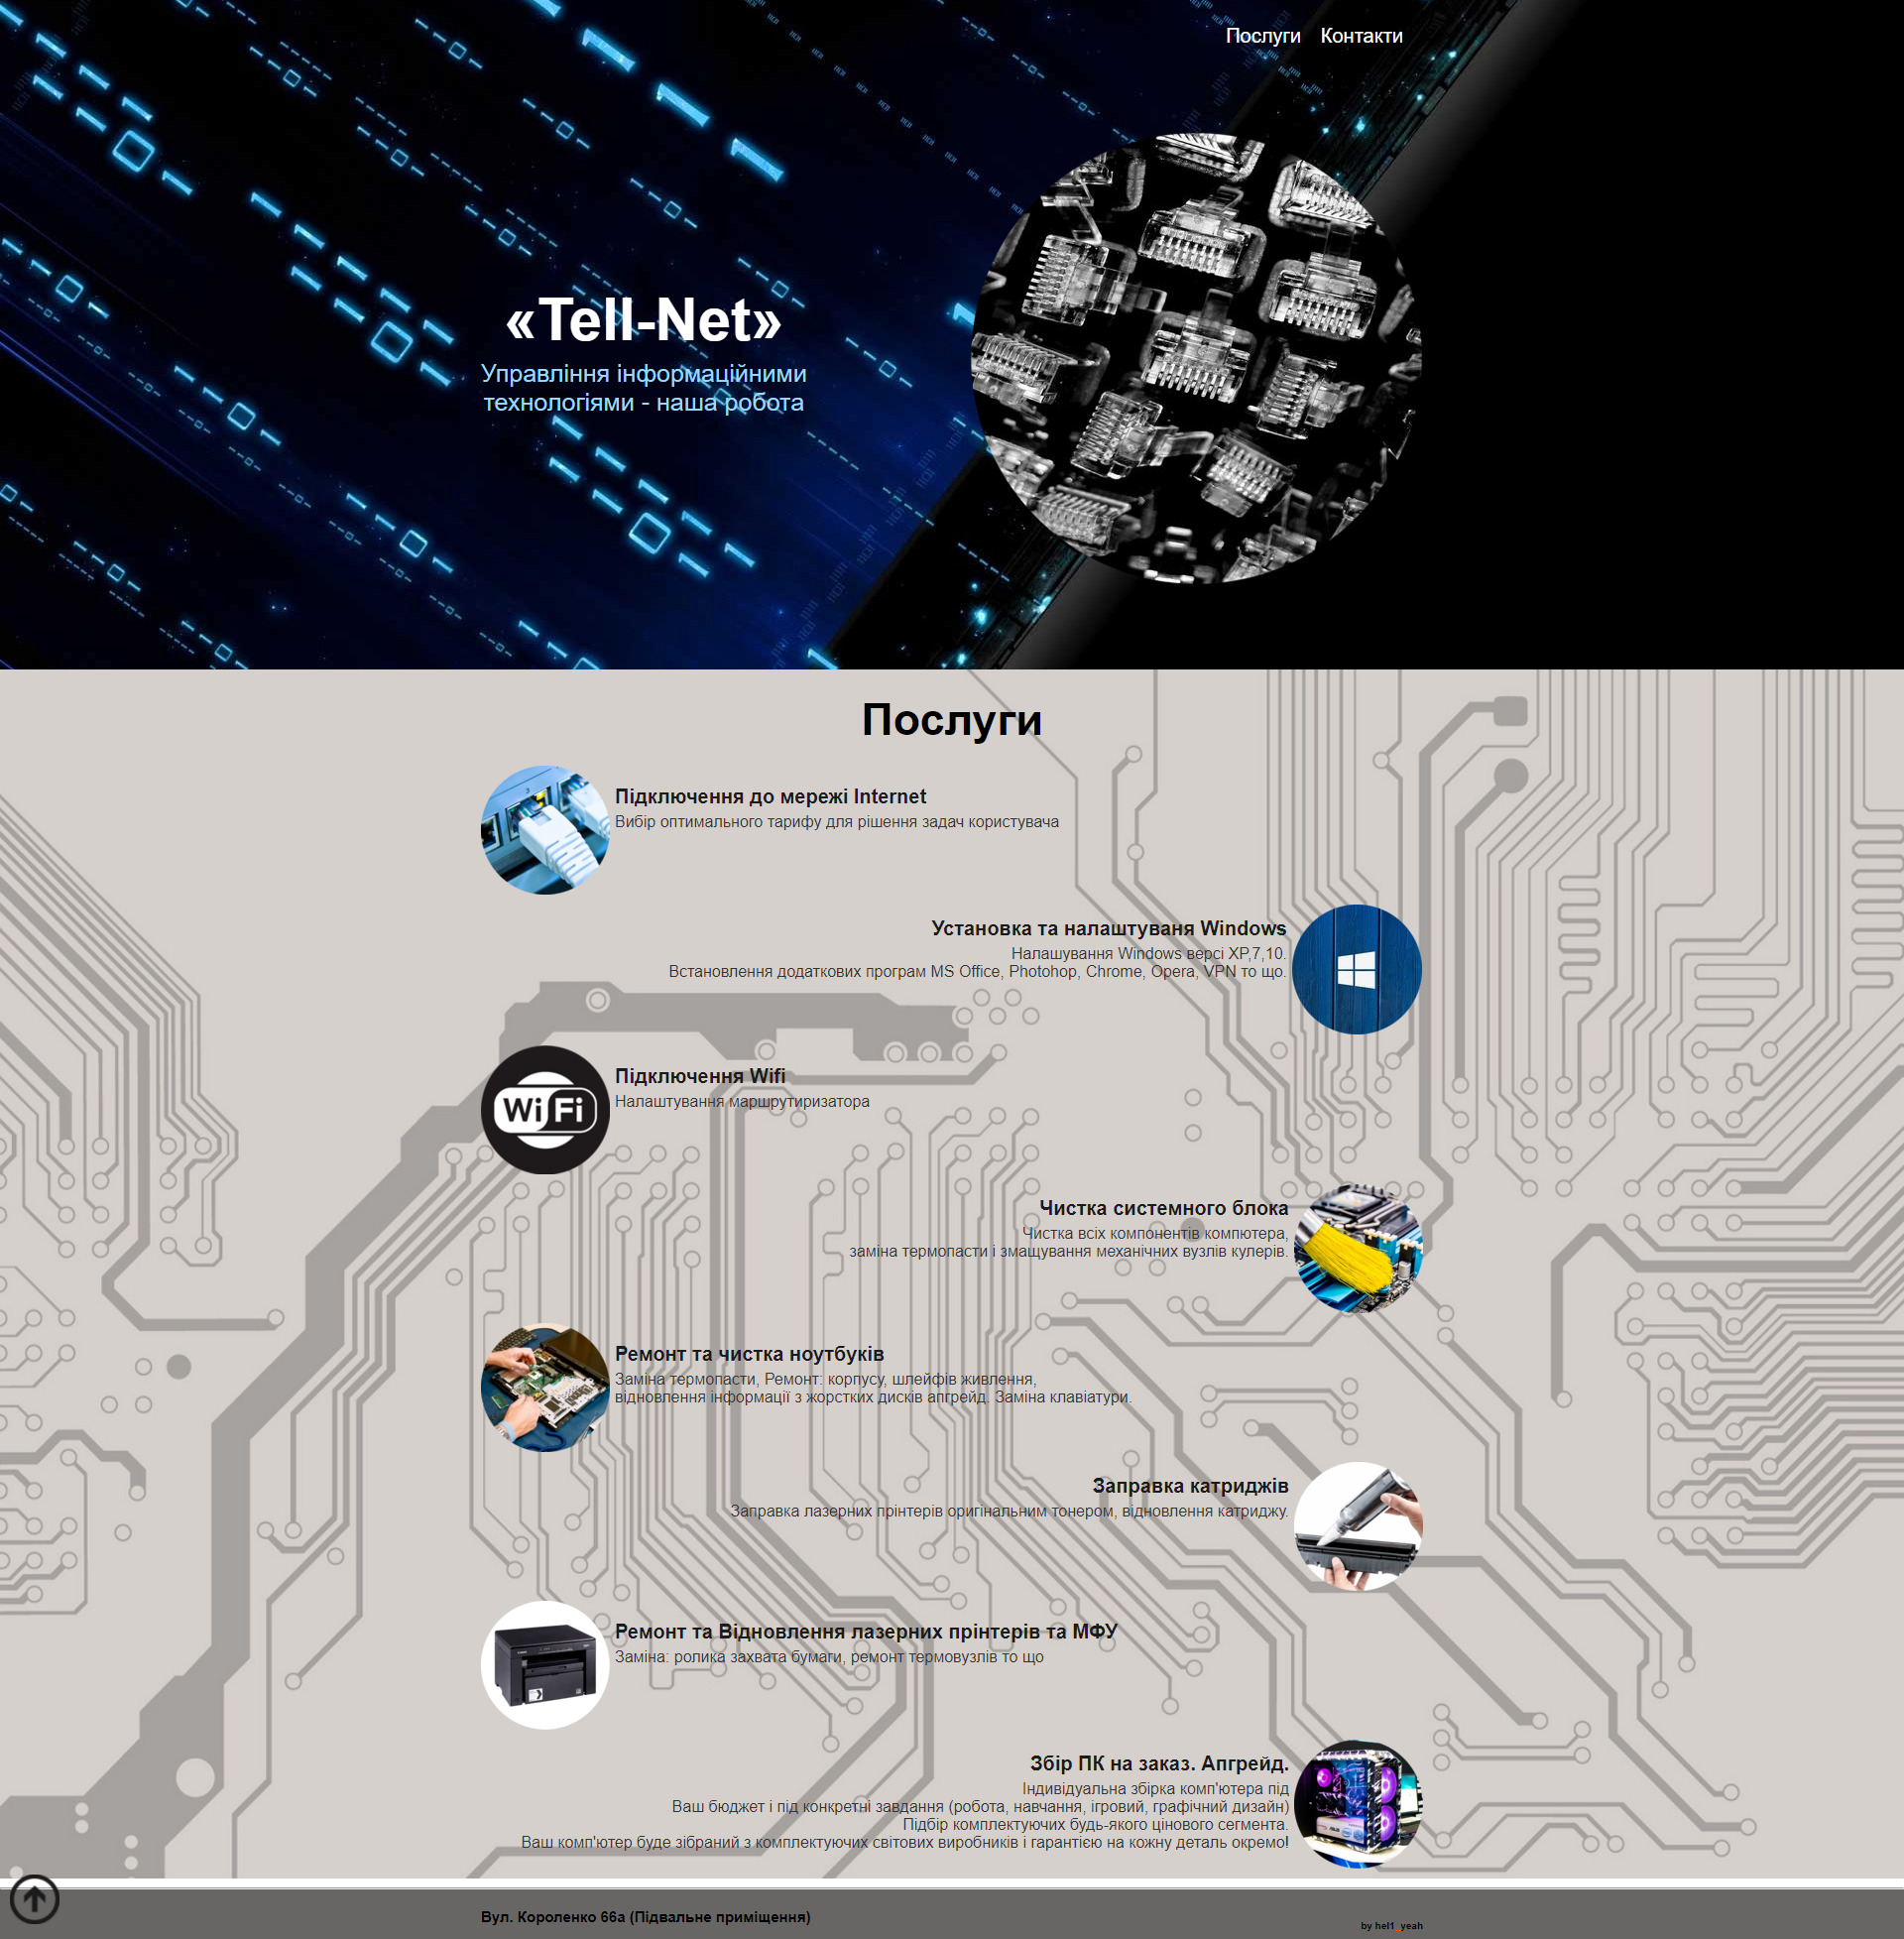 Послуги Контакти
«Tell-Net»
Управління інформаційними
технологіями - наша робота
Послуги
Підключення до мережі Internet
Вибір оптимального тарифу для рішення задач користувача
Установка та налаштуваня Windows
Налашування Windows версі XP,7,10.
Встановлення додаткових програм MS Office, Photohop, Chrome, Opera, VPN то що.
WiFi
Підключення Wifi
Налаштування маршрутиризатора
Чистка системного блока
Чистка всіх компонентів компютера,
заміна термопасти і змащування механічних вузлів кулерів.
Ремонт та чистка ноутбуків
Заміна термопасти, Ремонт: корпусу, шлейфів живлення,
відновлення інформації з жорстких дисків апгрейд. Заміна клавіатури.
Заправка катриджів
Заправка лазерних прінтерів оригінальним тонером, відновлення катриджу.
Ремонт та Відновлення лазерних прінтерів та МФУ
Заміна: ролика захвата бумаги, ремонт термовузлів то що
Збір ПК на заказ. Апгрейд.
Індивідуальна збірка комп'ютера під
Ваш бюджет і під конкретні завдання (робота, навчання, ігровий, графічний дизайн)
Підбір комплектуючих будь-якого цінового сегмента.
Ваш комп'ютер буде зібраний з комплектуючих світових виробників і гарантією на кожну деталь окремо!
Вул. Короленко 66а (Підвальне приміщення)
by hel1_yeah